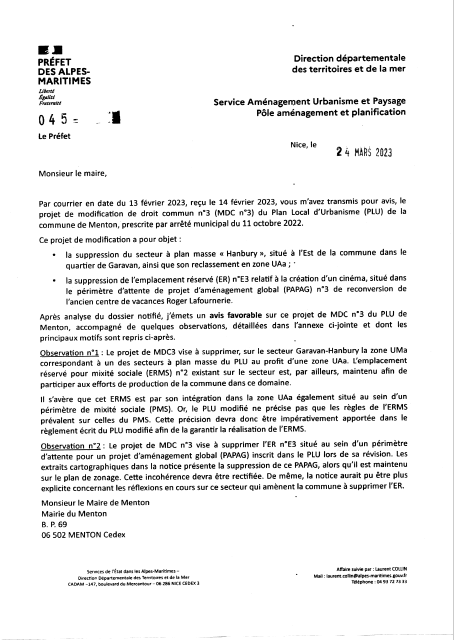 PRÉFET
DES ALPES-
MARITIMES
Liberté
Égalité
Fraternité
Direction départementale
des territoires et de la mer
Service Aménagement Urbanisme et Paysage
Pôle aménagement et planification
045=
Le Préfet
Nice, le
24 MARS 2023
Monsieur le maire,
Par courrier en date du 13 février 2023, reçu le 14 février 2023, vous m'avez transmis pour avis, le
projet de modification de droit commun n°3 (MDC n°3) du Plan Local d'Urbanisme (PLU) de la
commune de Menton, prescrite par arrêté municipal du 11 octobre 2022.
Ce projet de modification a pour objet :
• la suppression du secteur à plan masse « Hanbury », situé à l'Est de la commune dans le
quartier de Garavan, ainsi que son reclassement en zone UAa ;
• la suppression de l'emplacement réservé (ER) n°E3 relatif à la création d'un cinéma, situé dans
le périmètre d'attente de projet d'aménagement global (PAPAG) n°3 de reconversion de
l'ancien centre de vacances Roger Lafournerie.
Après analyse du dossier notifié, j'émets un avis favorable sur ce projet de MDC n°3 du PLU de
Menton, accompagné de quelques observations, détaillées dans l'annexe ci-jointe et dont les
principaux motifs sont repris ci-après.
Observation n°1 : Le projet de MDC3 vise à supprimer, sur le secteur Garavan-Hanbury la zone UMa
correspondant à un des secteurs à plan masse du PLU au profit d'une zone UAa. L'emplacement
réservé pour mixité sociale (ERMS) n°2 existant sur le secteur est, par ailleurs, maintenu afin de
participer aux efforts de production de la commune dans ce domaine.
Il s'avère que cet ERMS est par son intégration dans la zone UAa également situé au sein d'un
périmètre de mixité sociale (PMS). Or, le PLU modifié ne précise pas que les règles de l'ERMS
prévalent sur celles du PMS. Cette précision devra donc être impérativement apportée dans le
règlement écrit du PLU modifié afin de garantir la réalisation de l'ERMS.
Observation n°2 : Le projet de MDC n°3 vise à supprimer l'ER n°E3 situé au sein d'un périmètre
d'attente pour un projet d'aménagement global (PAPAG) inscrit dans le PLU lors de sa révision. Les
extraits cartographiques dans la notice présentent la suppression de ce PAPAG, alors qu'il est maintenu
sur le plan de zonage. Cette incohérence devra être rectifiée. De même, la notice aurait pu être plus
explicite concernant les réflexions en cours sur ce secteur qui amènent la commune à supprimer l'ER.
Monsieur le Maire de Menton
Mairie du Menton
B. P. 69
06 502 MENTON Cedex
Services de l'État dans les Alpes-Maritimes –
Direction Départementale des Territoires et de la Mer
CADAM –147, boulevard du Mercantour – 06 286 NICE CEDEX 3
Affaire suivie par : Laurent COLLIN
Mail : laurent.collin@alpes-maritimes.gouv.fr
Téléphone : 04 93 72 74 33